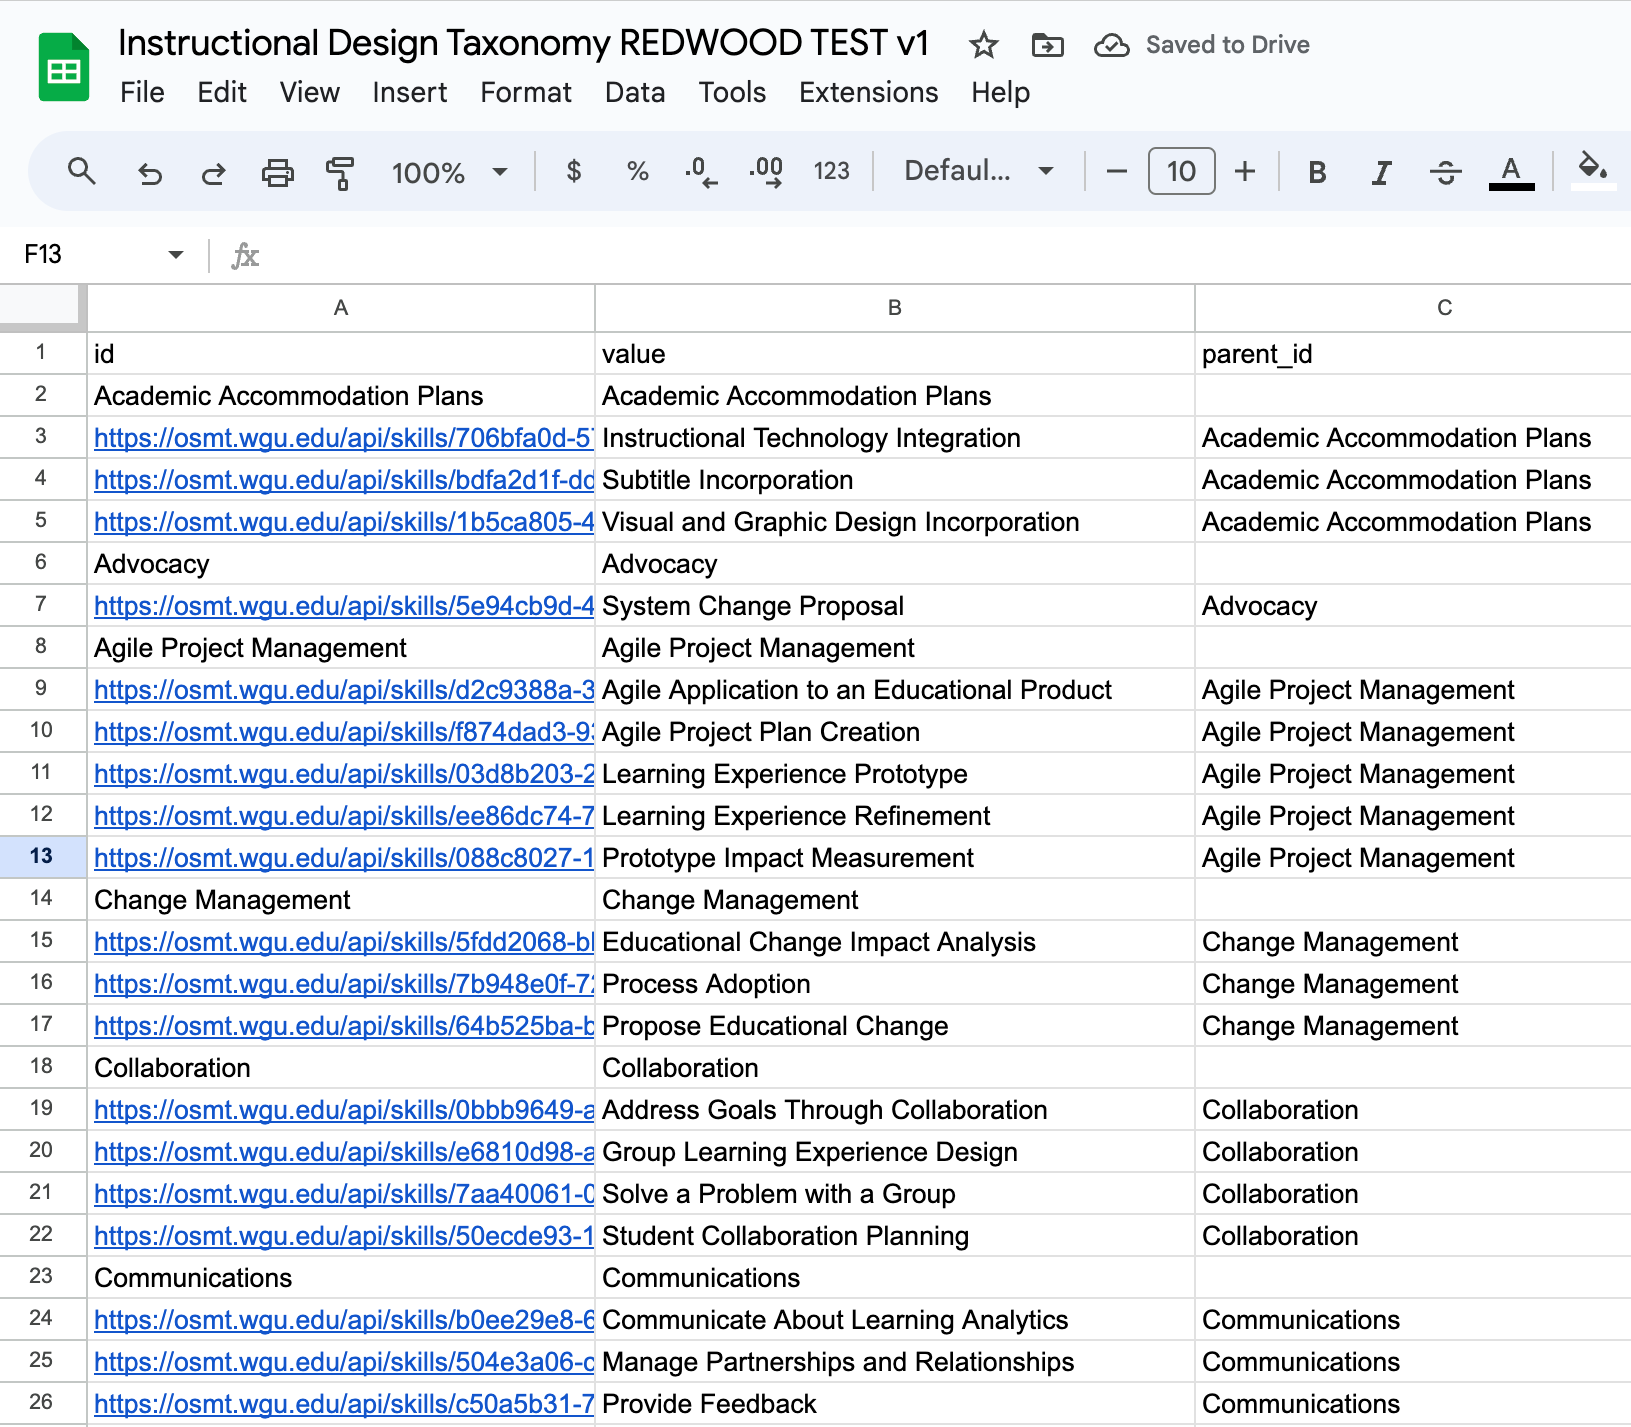 Instructional Design Taxonomy REDWOOD TEST v1 Saved to Drive
File Edit View Insert Format Data Tools Extensions Help
100% $ % .0 .00 123 Defaul... 10 B I S A
F13 fx
A B C
1 id value parent_id
2 Academic Accommodation Plans Academic Accommodation Plans
3 https://osmt.wgu.edu/api/skills/706bfa0d-57 Instructional Technology Integration Academic Accommodation Plans
4 https://osmt.wgu.edu/api/skills/bdfa2d1f-dd Subtitle Incorporation Academic Accommodation Plans
5 https://osmt.wgu.edu/api/skills/1b5ca805-4 Visual and Graphic Design Incorporation Academic Accommodation Plans
6 Advocacy Advocacy
7 https://osmt.wgu.edu/api/skills/5e94cb9d-4 System Change Proposal Advocacy
8 Agile Project Management Agile Project Management
9 https://osmt.wgu.edu/api/skills/d2c9388a-3 Agile Application to an Educational Product Agile Project Management
10 https://osmt.wgu.edu/api/skills/f874dad3-93 Agile Project Plan Creation Agile Project Management
11 https://osmt.wgu.edu/api/skills/03d8b203-2 Learning Experience Prototype Agile Project Management
12 https://osmt.wgu.edu/api/skills/ee86dc74-7 Learning Experience Refinement Agile Project Management
13 https://osmt.wgu.edu/api/skills/088c8027-1 Prototype Impact Measurement Agile Project Management
14 Change Management Change Management
15 https://osmt.wgu.edu/api/skills/5fdd2068-b Educational Change Impact Analysis Change Management
16 https://osmt.wgu.edu/api/skills/7b948e0f-72 Process Adoption Change Management
17 https://osmt.wgu.edu/api/skills/64b525ba-b Propose Educational Change Change Management
18 Collaboration Collaboration
19 https://osmt.wgu.edu/api/skills/0bbb9649-a Address Goals Through Collaboration Collaboration
20 https://osmt.wgu.edu/api/skills/e6810d98-a Group Learning Experience Design Collaboration
21 https://osmt.wgu.edu/api/skills/7aa40061-0 Solve a Problem with a Group Collaboration
22 https://osmt.wgu.edu/api/skills/50ecde93-1 Student Collaboration Planning Collaboration
23 Communications Communications
24 https://osmt.wgu.edu/api/skills/b0ee29e8-6 Communicate About Learning Analytics Communications
25 https://osmt.wgu.edu/api/skills/504e3a06-c Manage Partnerships and Relationships Communications
26 https://osmt.wgu.edu/api/skills/c50a5b31-7 Provide Feedback Communications